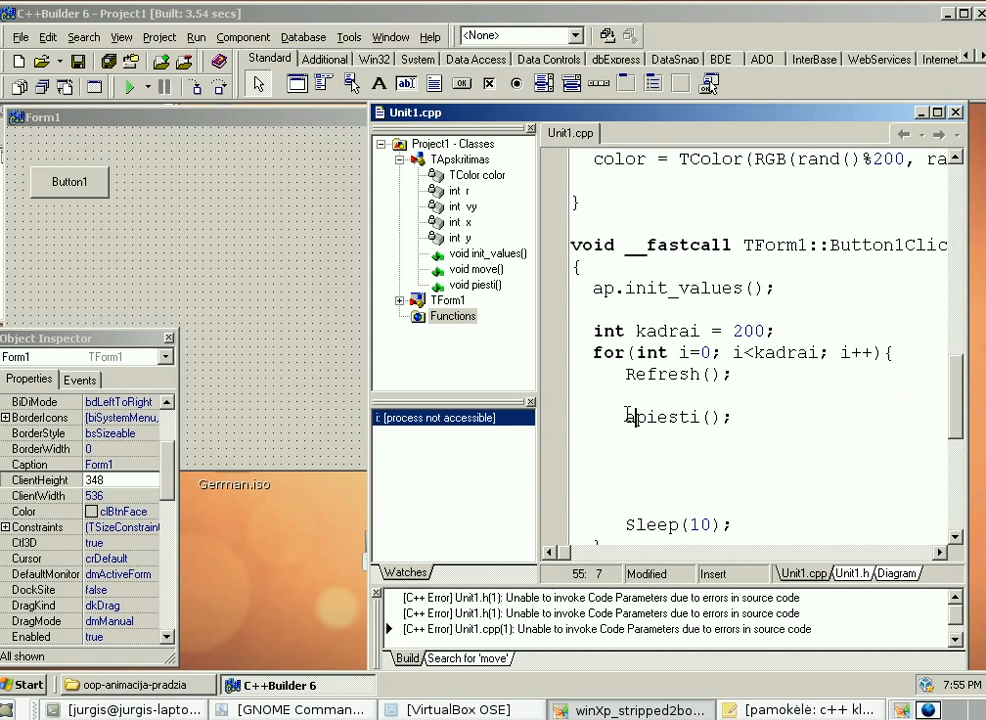 C++Builder 6 - Project1 [Built: 3.54 secs]
File Edit Search View Project Run Component Database Tools Window Help <None>
Standard Additional Win32 System Data Access Data Controls dbExpress DataSnap BDE ADO InterBase WebServices Internet
Form1
Button1
Unit1.cpp
Project1 - Classes
TApskritimas
TColor color
int r
int vy
int x
int y
void init_values()
void move()
void piesti()
TForm1
Functions
i: [process not accessible]
Watches
Unit1.cpp
color = TColor(RGB(rand()%200, ra
}
void __fastcall TForm1::Button1Clic
{
ap.init_values();
int kadrai = 200;
for(int i=0; i<kadrai; i++){
Refresh();
apiesti();
Sleep(10);
}
55: 7 Modified Insert Unit1.cpp Unit1.h Diagram
[C++ Error] Unit1.h(1): Unable to invoke Code Parameters due to errors in source code
[C++ Error] Unit1.h(1): Unable to invoke Code Parameters due to errors in source code
[C++ Error] Unit1.cpp(1): Unable to invoke Code Parameters due to errors in source code
Build Search for 'move'
Object Inspector
Form1 TForm1
Properties Events
BiDiMode bdLeftToRight
BorderIcons [biSystemMenu,
BorderStyle bsSizeable
BorderWidth 0
Caption Form1
ClientHeight 348
ClientWidth 536
Color clBtnFace
Constraints (TSizeConstraint
Ctl3D true
Cursor crDefault
DefaultMonitor dmActiveForm
DockSite false
DragKind dkDrag
DragMode dmManual
Enabled true
All shown
German.iso
Start oop-animacija-pradzia C++Builder 6 7:55 PM
[jurgis@jurgis-lapto... [GNOME Comman... [VirtualBox OSE] winXp_stripped2bo... [pamokėle: c++ kl...